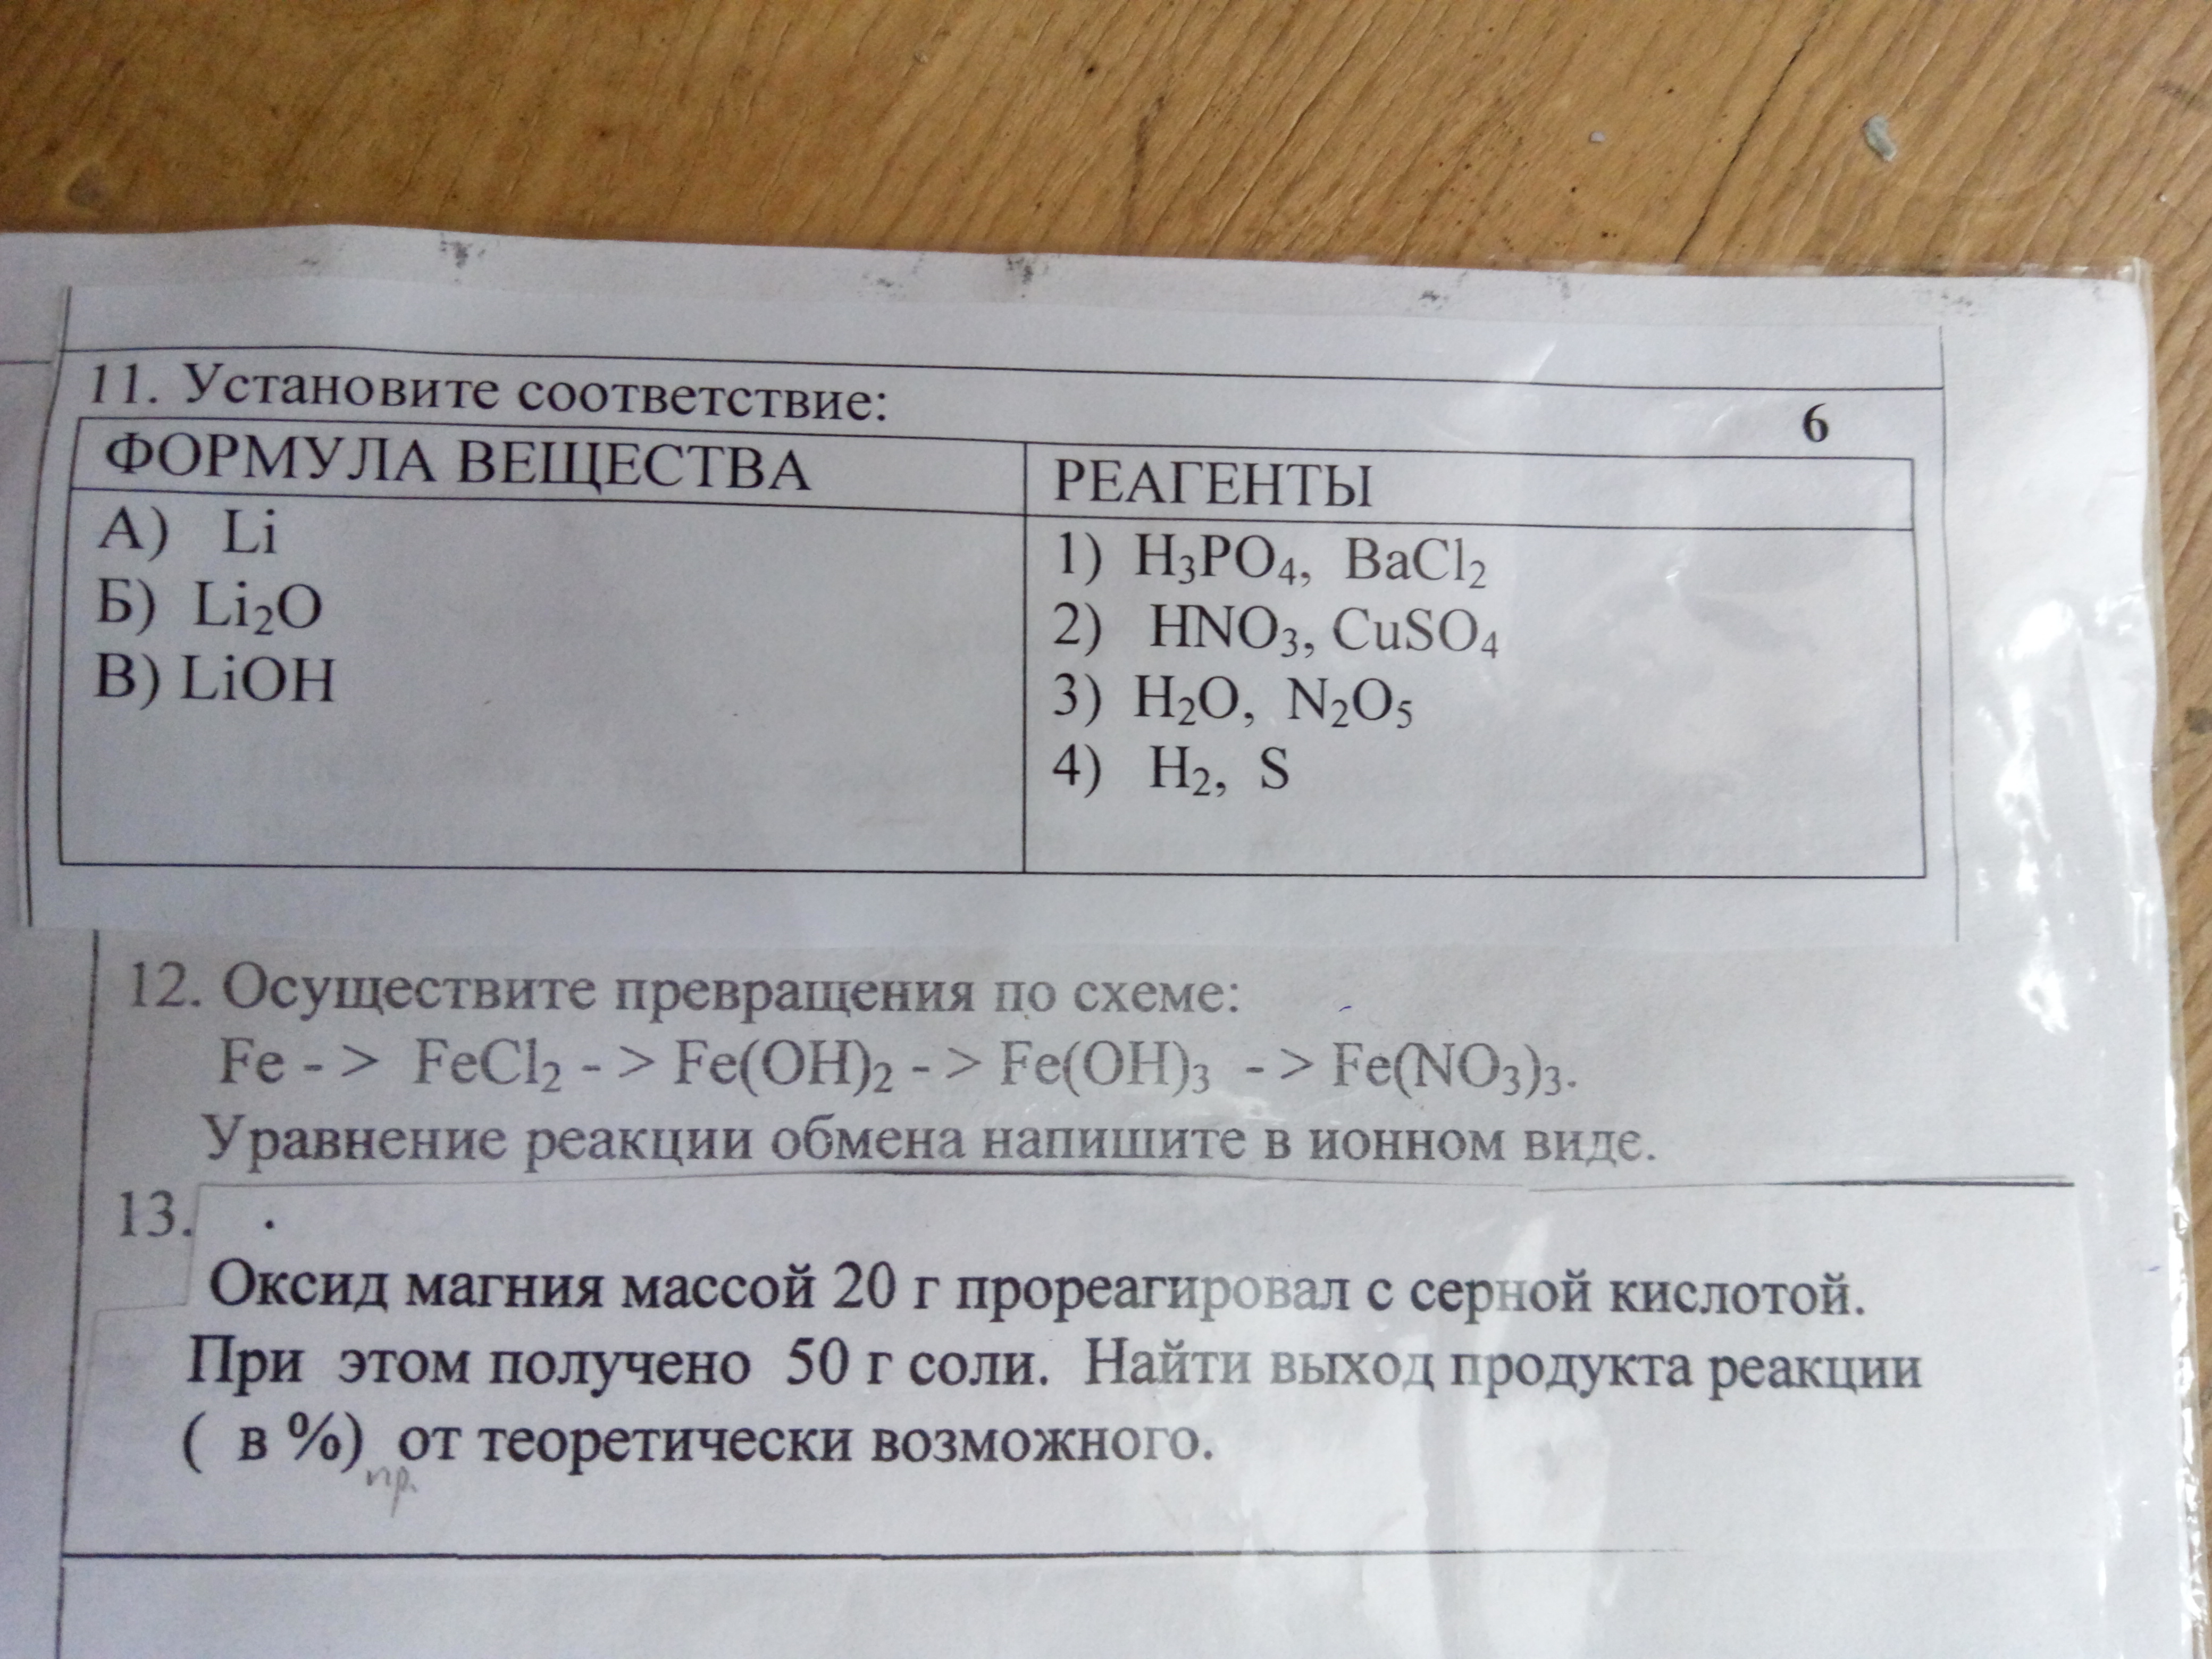 11. Установите соответствие:
6
ФОРМУЛА ВЕЩЕСТВА
А) Li
Б) Li₂O
В) LiOH
РЕАГЕНТЫ
1) H₃PO₄, BaCl₂
2) HNO₃, CuSO₄
3) H₂O, N₂O₅
4) H₂, S
12. Осуществите превращения по схеме:
Fe - > FeCl₂ - > Fe(OH)₂ - > Fe(OH)₃ - > Fe(NO₃)₃.
Уравнение реакции обмена напишите в ионном виде.
13.
Оксид магния массой 20 г прореагировал с серной кислотой.
При этом получено 50 г соли. Найти выход продукта реакции
( в %) от теоретически возможного.
пр.